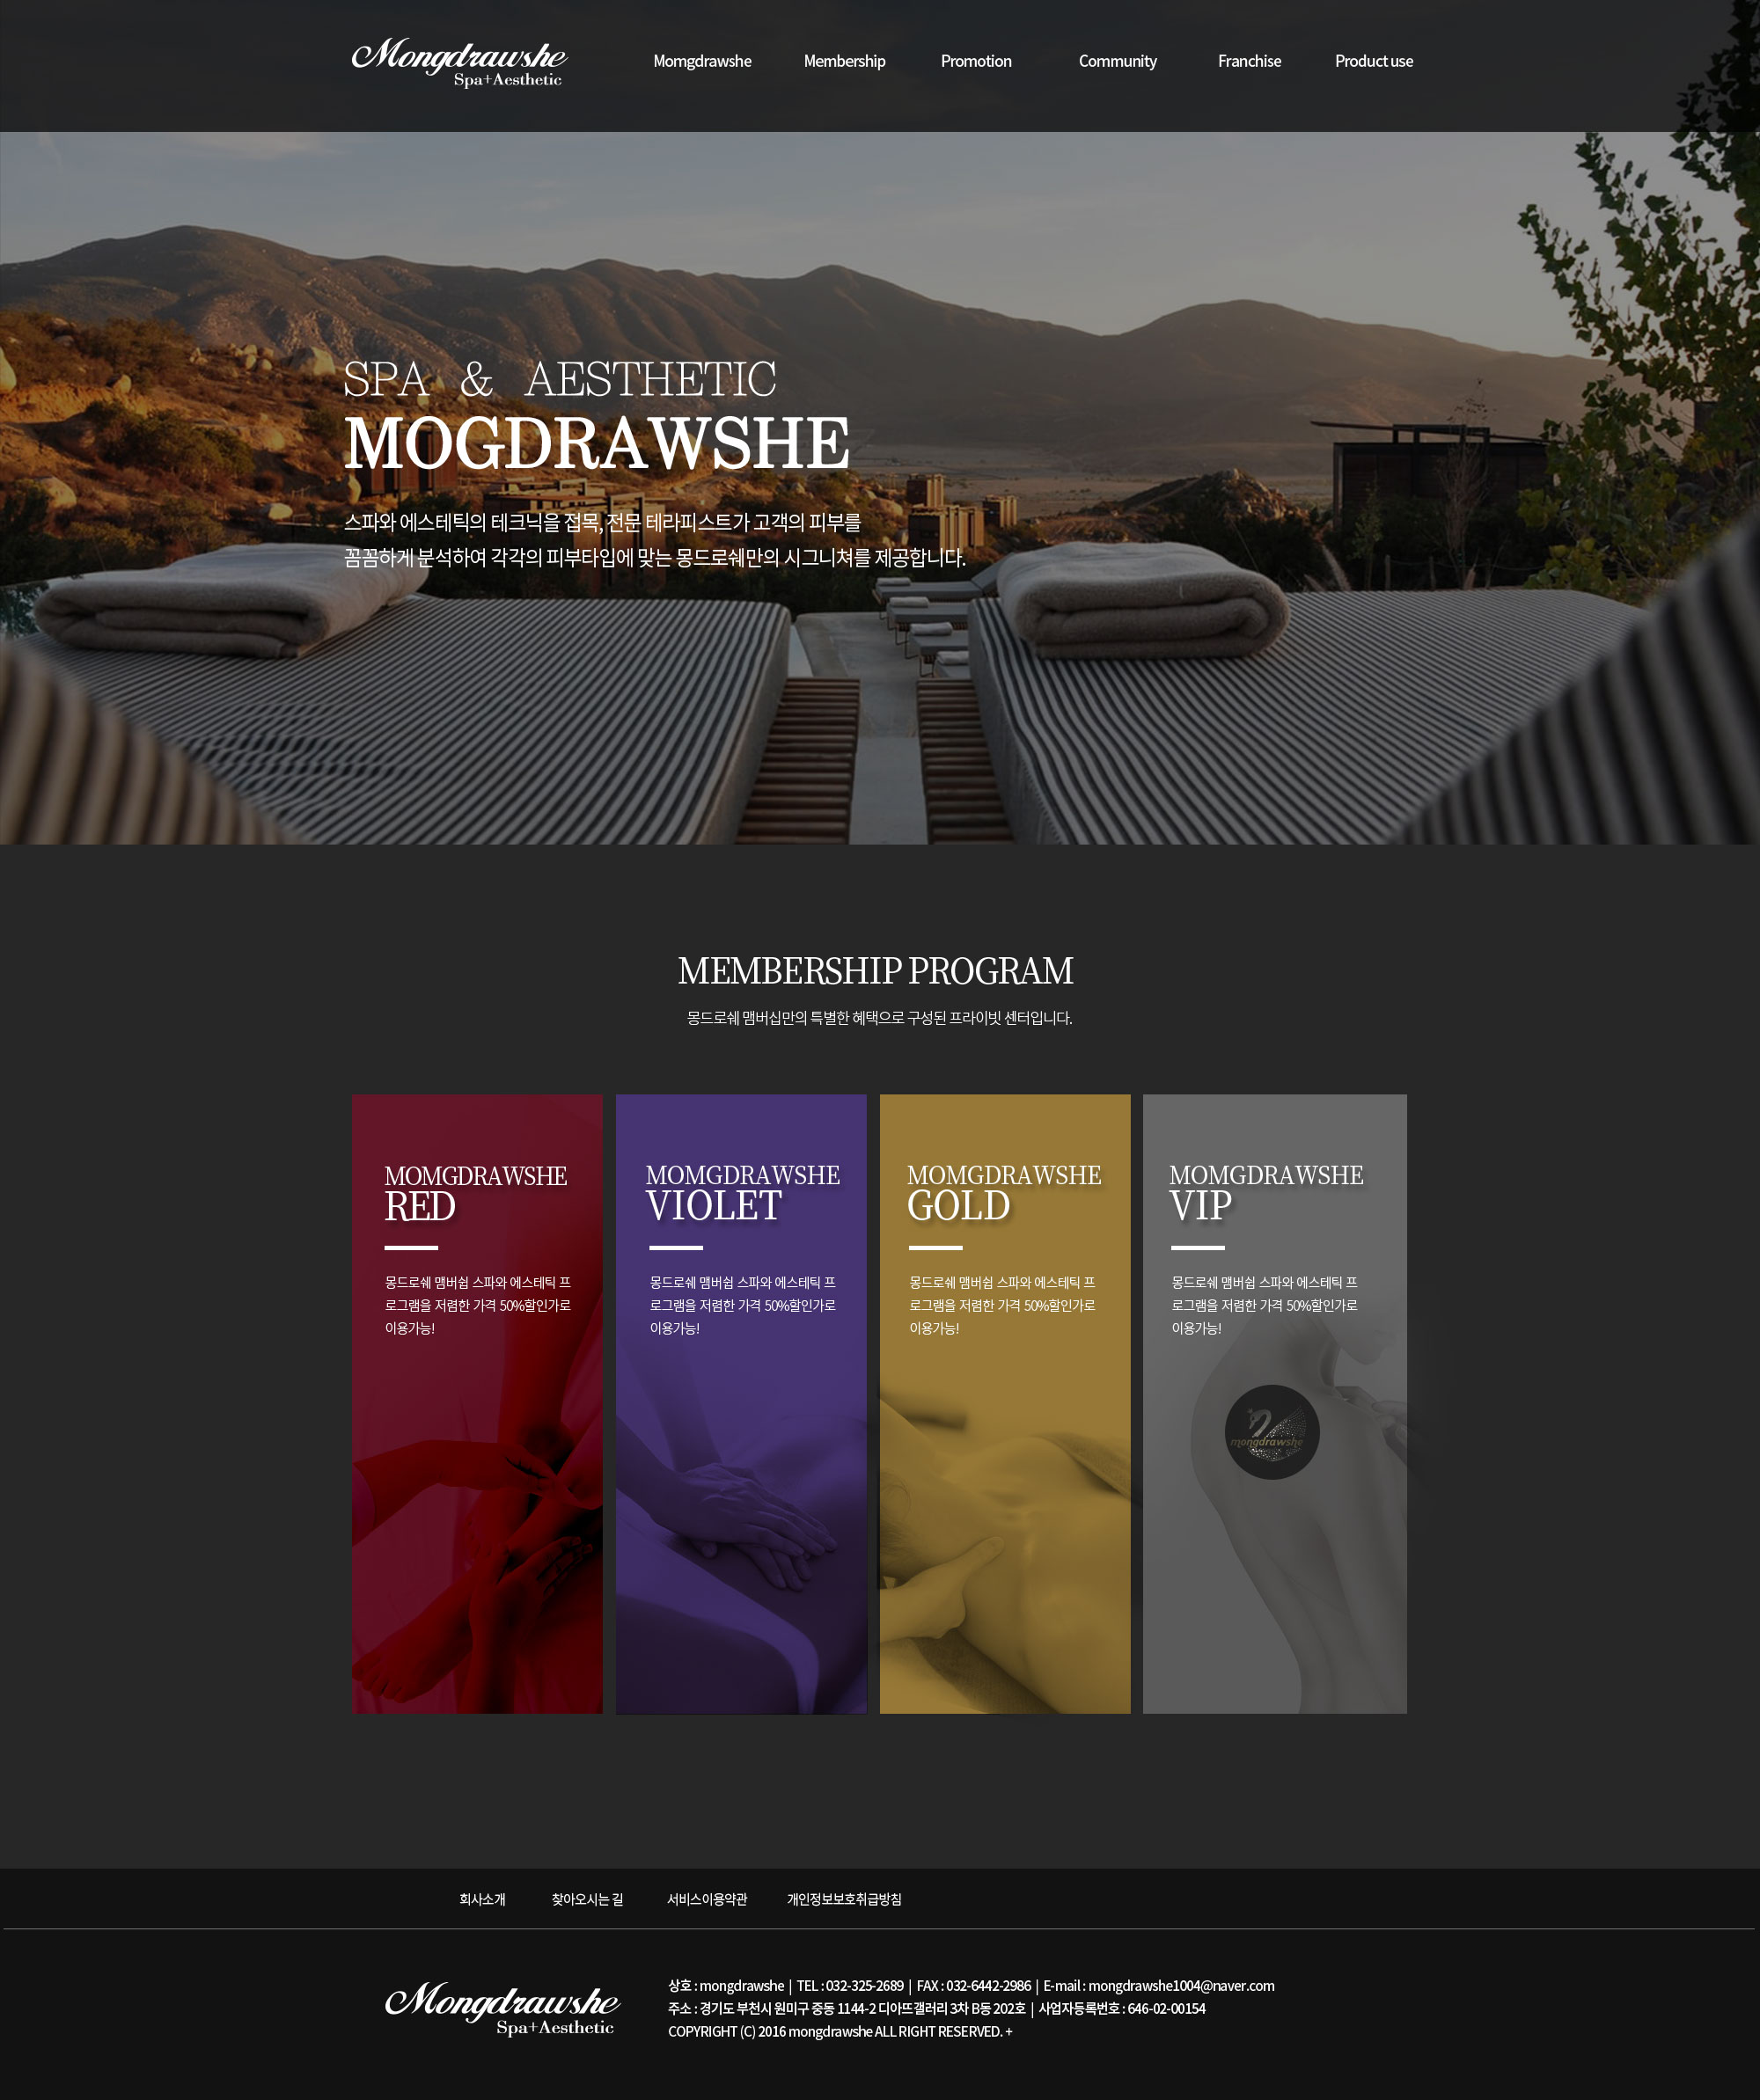 Mongdrawshe
Spa+Aesthetic
Momgdrawshe
Membership
Promotion
Community
Franchise
Product use
SPA & AESTHETIC
MOGDRAWSHE
스파와 에스테틱의 테크닉을 접목, 전문 테라피스트가 고객의 피부를
꼼꼼하게 분석하여 각각의 피부타입에 맞는 몽드로쉐만의 시그니쳐를 제공합니다.
MEMBERSHIP PROGRAM
몽드로쉐 맴버십만의 특별한 혜택으로 구성된 프라이빗 센터입니다.
MOMGDRAWSHE
RED
몽드로쉐 맴버쉽 스파와 에스테틱 프
로그램을 저렴한 가격 50%할인가로
이용가능!
MOMGDRAWSHE
VIOLET
몽드로쉐 맴버쉽 스파와 에스테틱 프
로그램을 저렴한 가격 50%할인가로
이용가능!
MOMGDRAWSHE
GOLD
몽드로쉐 맴버쉽 스파와 에스테틱 프
로그램을 저렴한 가격 50%할인가로
이용가능!
MOMGDRAWSHE
VIP
몽드로쉐 맴버쉽 스파와 에스테틱 프
로그램을 저렴한 가격 50%할인가로
이용가능!
mongdrawshe
회사소개
찾아오시는 길
서비스이용약관
개인정보보호취급방침
Mongdrawshe
Spa+Aesthetic
상호 : mongdrawshe | TEL : 032-325-2689 | FAX : 032-6442-2986 | E-mail : mongdrawshe1004@naver.com
주소 : 경기도 부천시 원미구 중동 1144-2 디아뜨갤러리 3차 B동 202호 | 사업자등록번호 : 646-02-00154
COPYRIGHT (C) 2016 mongdrawshe ALL RIGHT RESERVED. +